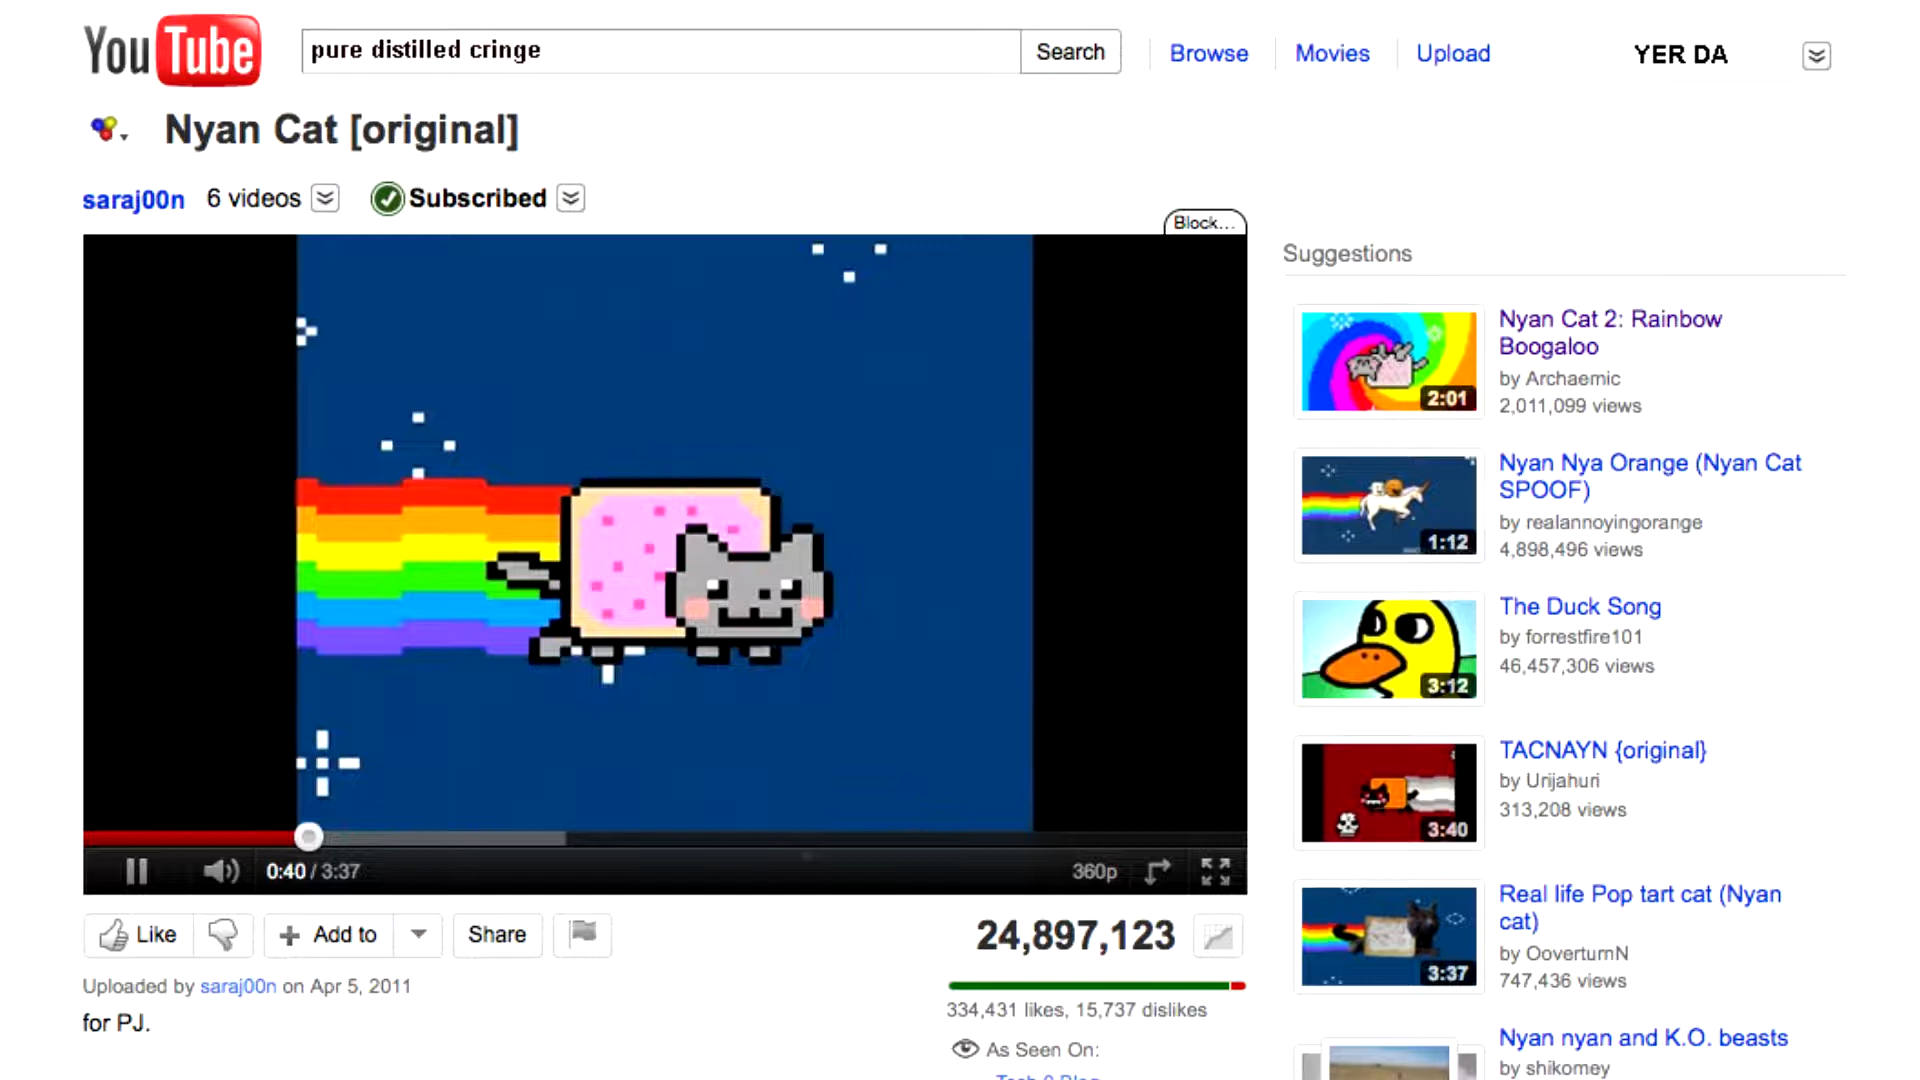 YouTube
pure distilled cringe
Search
Browse
Movies
Upload
YER DA
Nyan Cat [original]
saraj00n 6 videos
Subscribed
Block...
Suggestions
Nyan Cat 2: Rainbow
Boogaloo
by Archaemic
2,011,099 views
2:01
Nyan Nya Orange (Nyan Cat
SPOOF)
by realannoyingorange
4,898,496 views
1:12
The Duck Song
by forrestfire101
46,457,306 views
3:12
TACNAYN {original}
by Urijahuri
313,208 views
3:40
Real life Pop tart cat (Nyan
cat)
by OoverturnN
747,436 views
3:37
Nyan nyan and K.O. beasts
by shikomey
0:40 / 3:37
360p
Like
Add to
Share
24,897,123
Uploaded by saraj00n on Apr 5, 2011
for PJ.
334,431 likes, 15,737 dislikes
As Seen On: